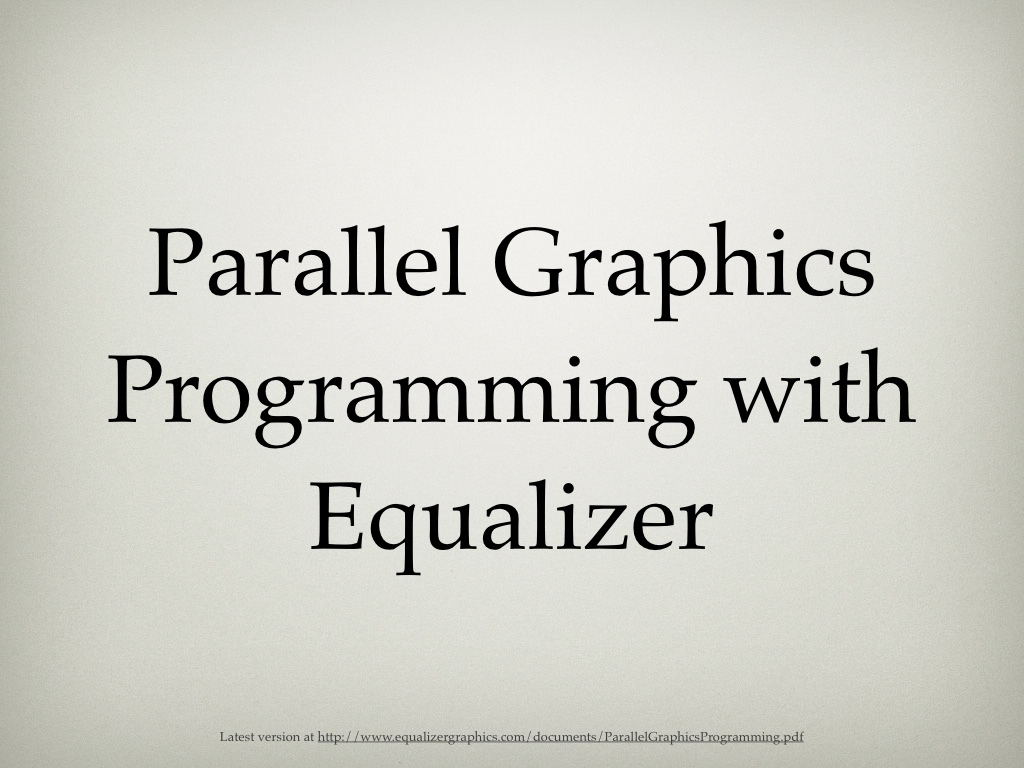 Parallel Graphics
Programming with
Equalizer
Latest version at http://www.equalizergraphics.com/documents/ParallelGraphicsProgramming.pdf